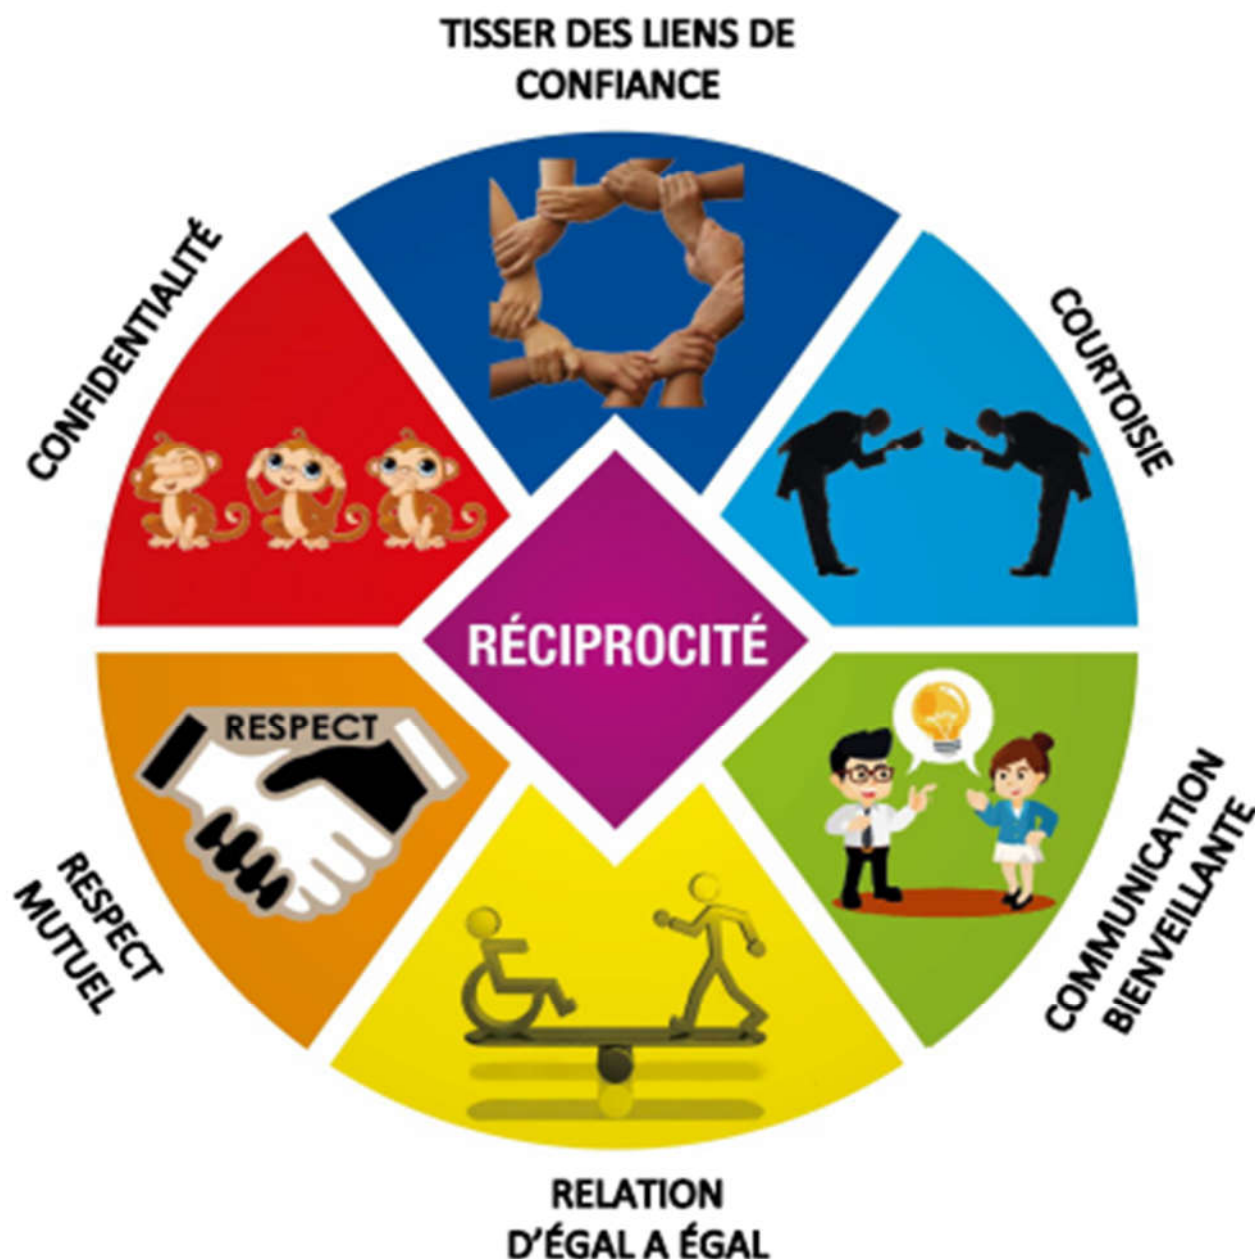 TISSER DES LIENS DE
CONFIANCE
CONFIDENTIALITÉ
COURTOISIE
RÉCIPROCITÉ
RESPECT
RESPECT
MUTUEL
COMMUNICATION
BIENVEILLANTE
RELATION
D'ÉGAL A ÉGAL